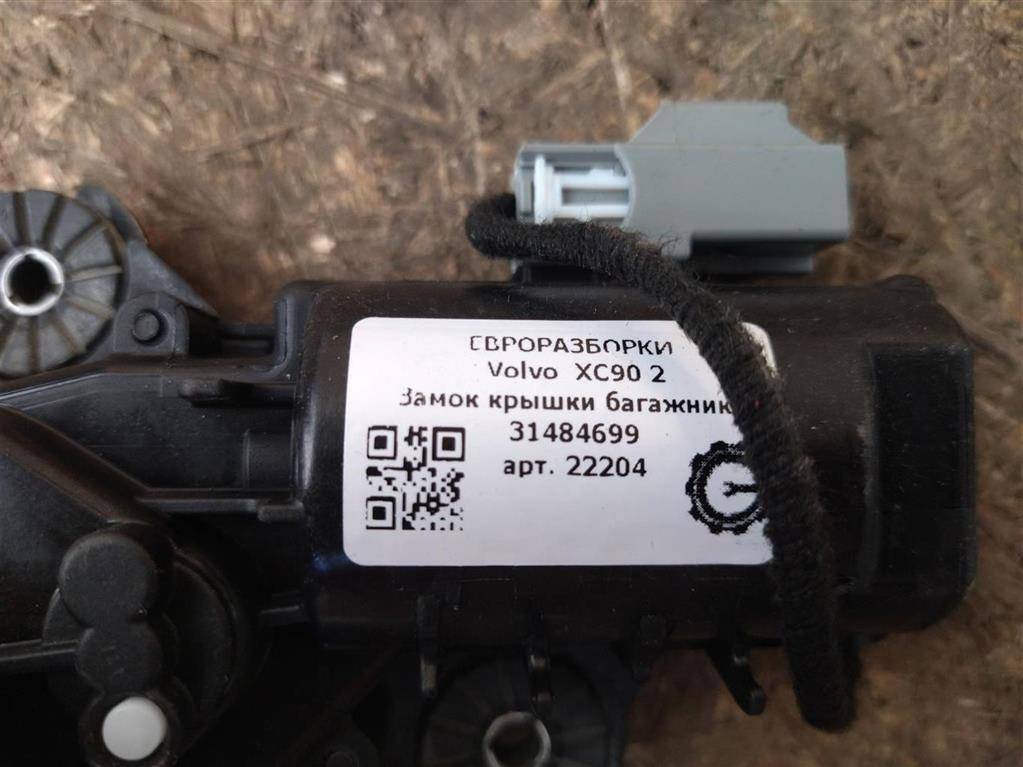 ЕВРОРАЗБОРКИ
Volvo XC90 2
Замок крышки багажник
31484699
арт. 22204